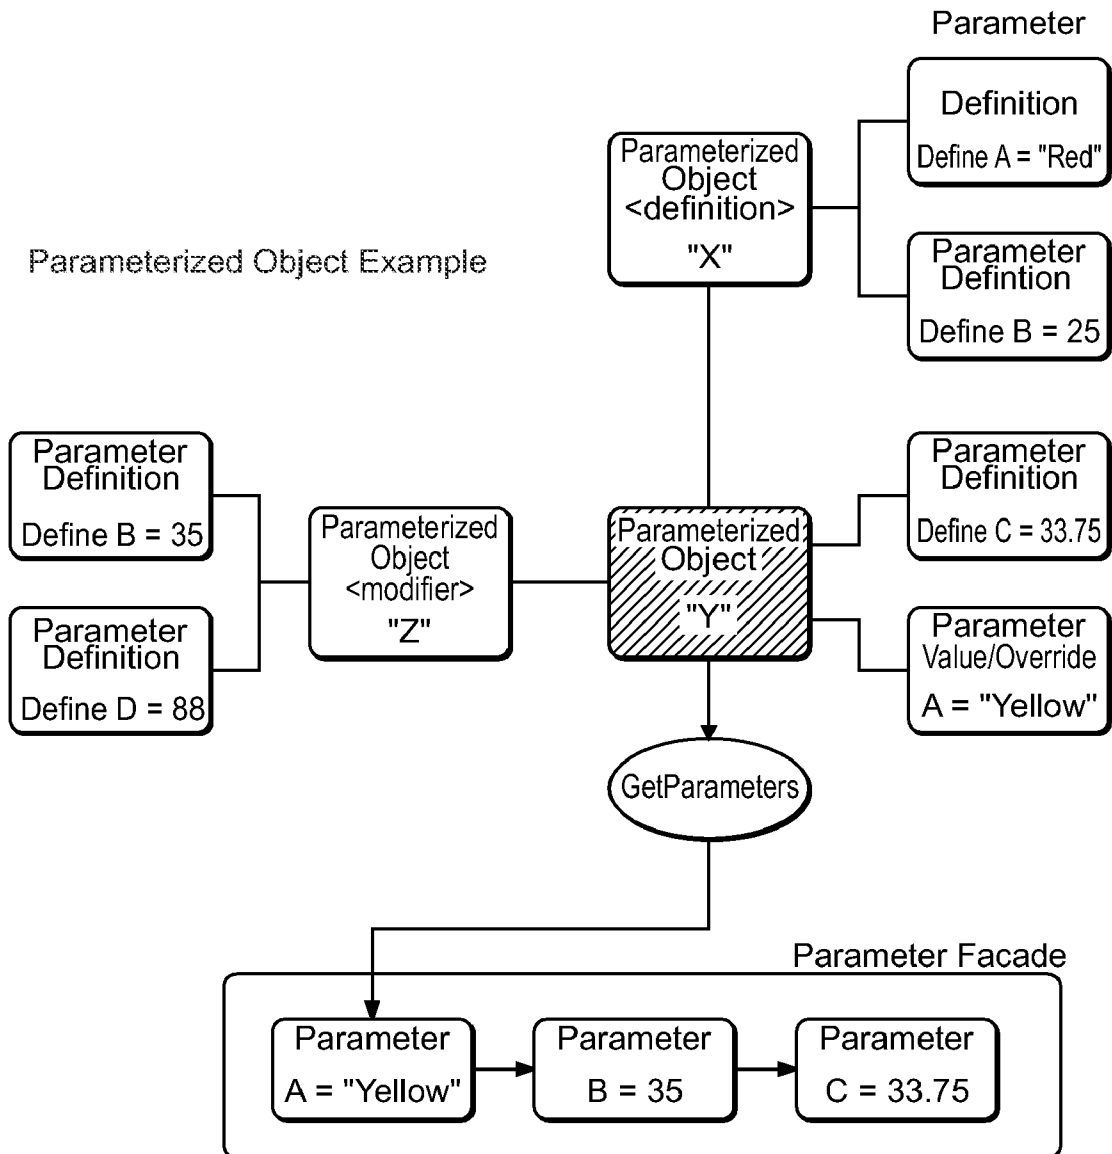 Parameter
Definition
Define A = "Red"
Parameterized
Object
<definition>
"X"
Parameterized Object Example
Parameter
Defintion
Define B = 25
Parameter
Definition
Define B = 35
Parameter
Definition
Define C = 33.75
Parameterized
Object
<modifier>
"Z"
Parameterized
Object
"Y"
Parameter
Definition
Define D = 88
Parameter
Value/Override
A = "Yellow"
GetParameters
Parameter Facade
Parameter
A = "Yellow"
Parameter
B = 35
Parameter
C = 33.75